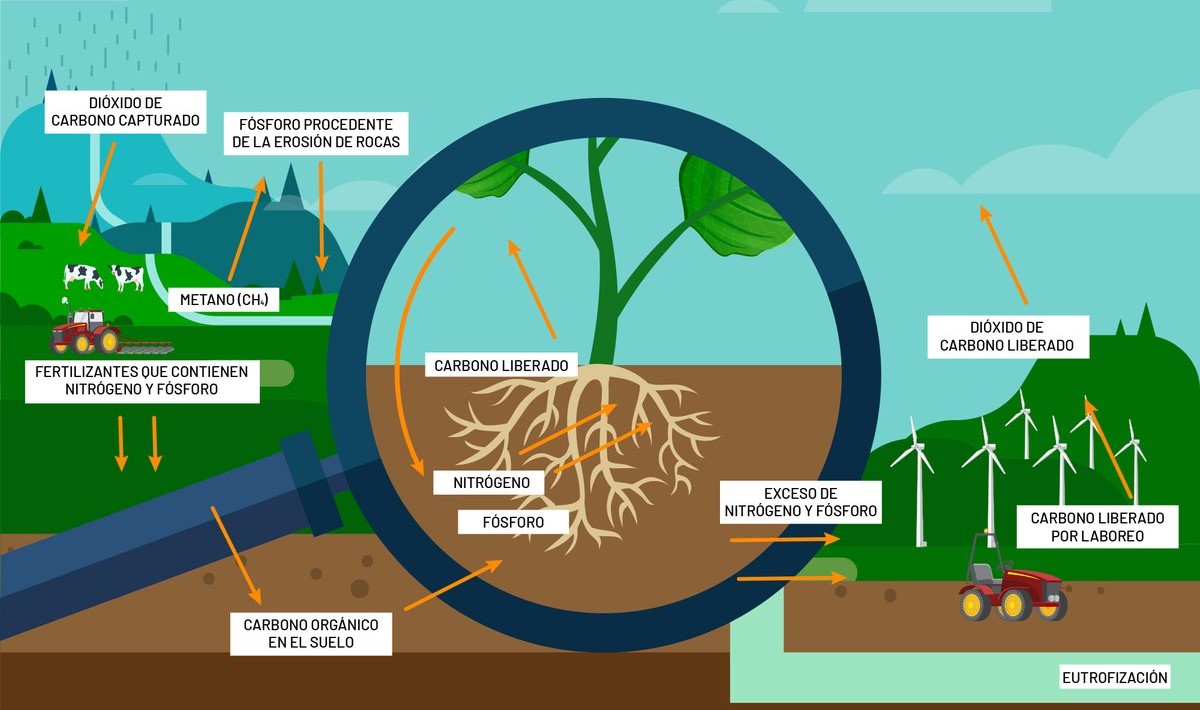 DIÓXIDO DE
CARBONO CAPTURADO
FÓSFORO PROCEDENTE
DE LA EROSIÓN DE ROCAS
METANO (CH₄)
FERTILIZANTES QUE CONTIENEN
NITRÓGENO Y FÓSFORO
CARBONO LIBERADO
NITRÓGENO
FÓSFORO
CARBONO ORGÁNICO
EN EL SUELO
EXCESO DE
NITRÓGENO Y FÓSFORO
DIÓXIDO DE
CARBONO LIBERADO
CARBONO LIBERADO
POR LABOREO
EUTROFIZACIÓN